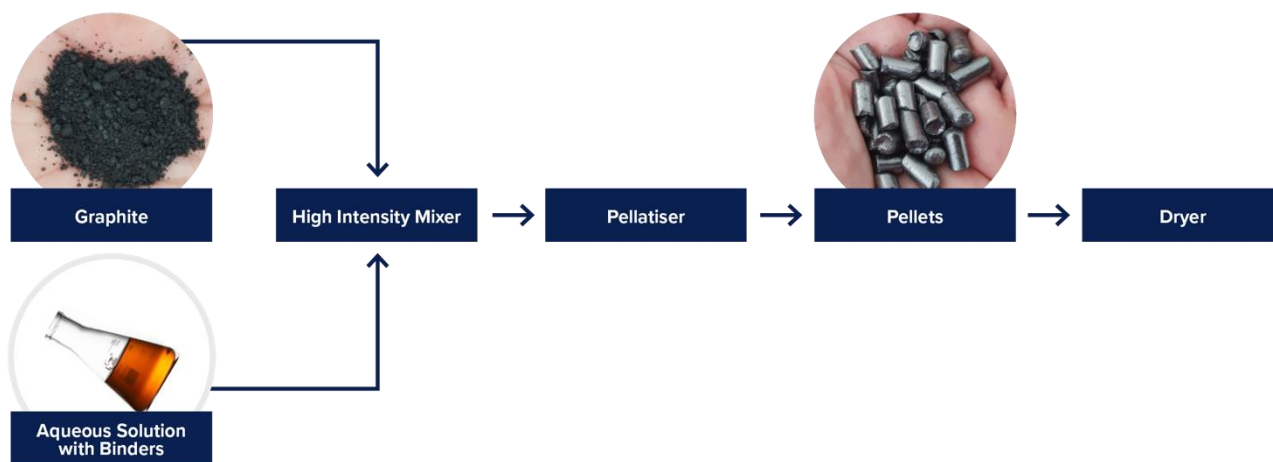 Graphite
High Intensity Mixer
Pellatiser
Pellets
Dryer
Aqueous Solution
with Binders